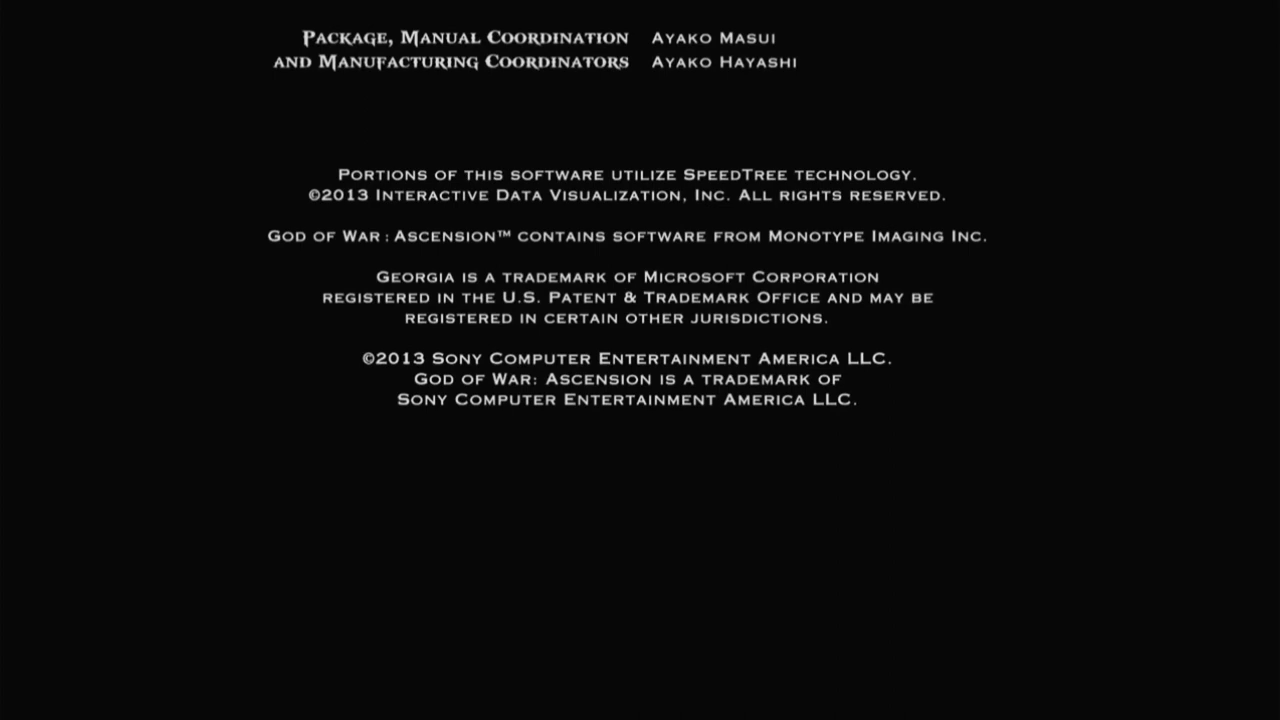 Package, Manual Coordination Ayako Masui
and Manufacturing Coordinators Ayako Hayashi
Portions of this software utilize SpeedTree technology.
©2013 Interactive Data Visualization, Inc. All rights reserved.
God of War: Ascension™ contains software from Monotype Imaging Inc.
Georgia is a trademark of Microsoft Corporation
registered in the U.S. Patent & Trademark Office and may be
registered in certain other jurisdictions.
©2013 Sony Computer Entertainment America LLC.
God of War: Ascension is a trademark of
Sony Computer Entertainment America LLC.